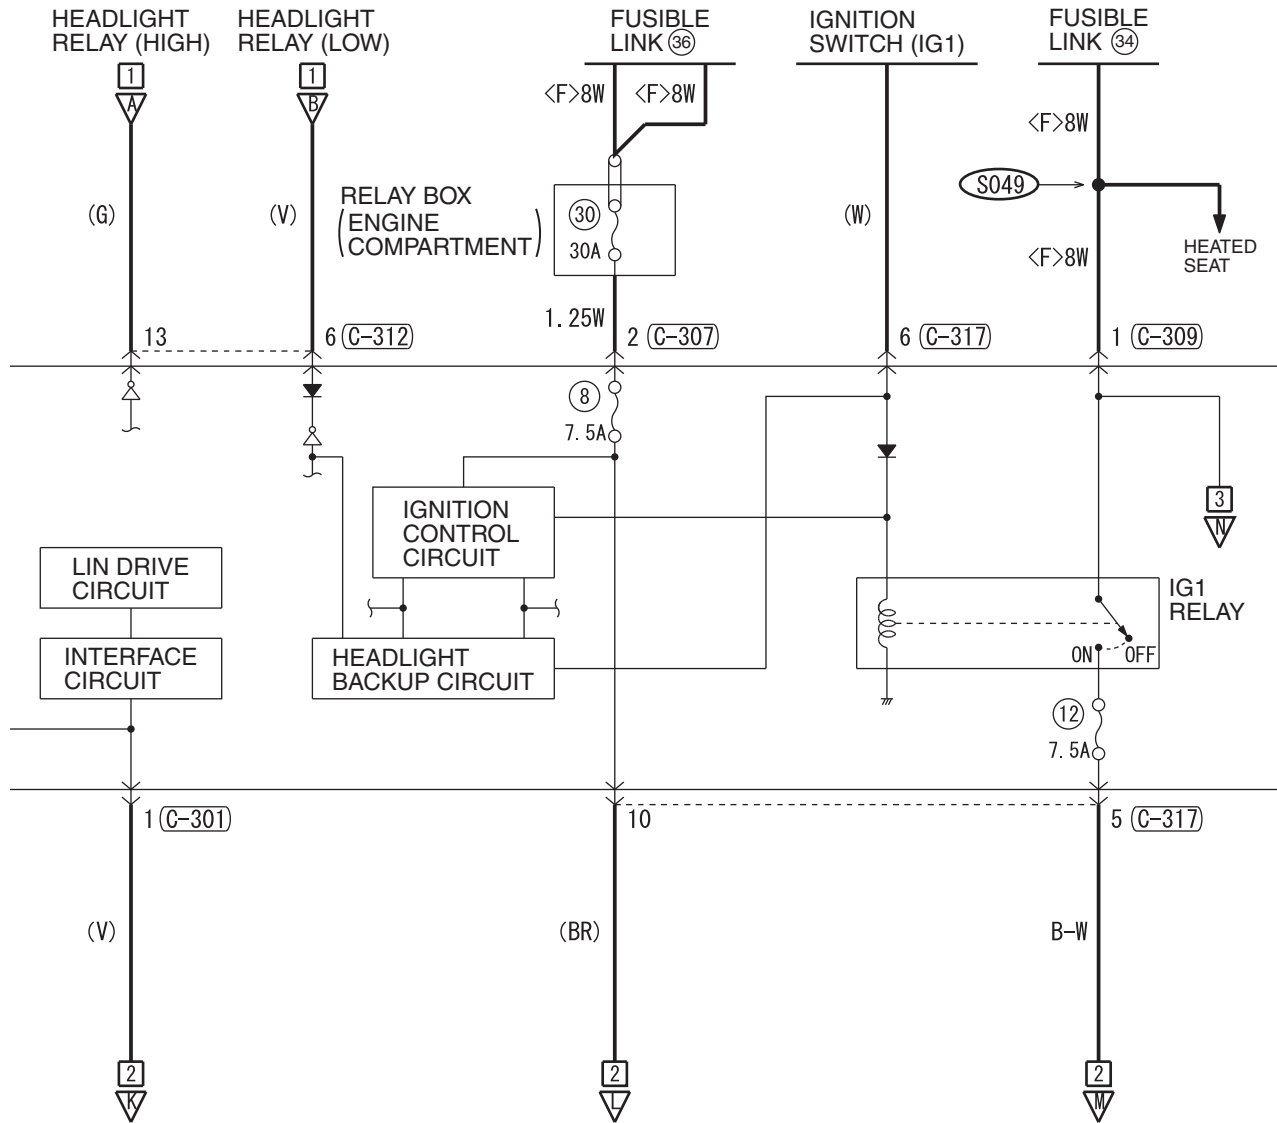 HEADLIGHT
RELAY (HIGH)
HEADLIGHT
RELAY (LOW)
FUSIBLE
LINK 36
IGNITION
SWITCH (IG1)
FUSIBLE
LINK 34
1
A
1
B
<F>8W
<F>8W
<F>8W
S049
RELAY BOX
(ENGINE
COMPARTMENT)
30
30A
(G)
(V)
(W)
HEATED
SEAT
<F>8W
1.25W
13
6 (C-312)
2 (C-307)
6 (C-317)
1 (C-309)
8
7.5A
IGNITION
CONTROL
CIRCUIT
3
N
LIN DRIVE
CIRCUIT
IG1
RELAY
INTERFACE
CIRCUIT
HEADLIGHT
BACKUP CIRCUIT
ON
OFF
12
7.5A
1 (C-301)
10
5 (C-317)
(V)
(BR)
B-W
2
K
2
L
2
M